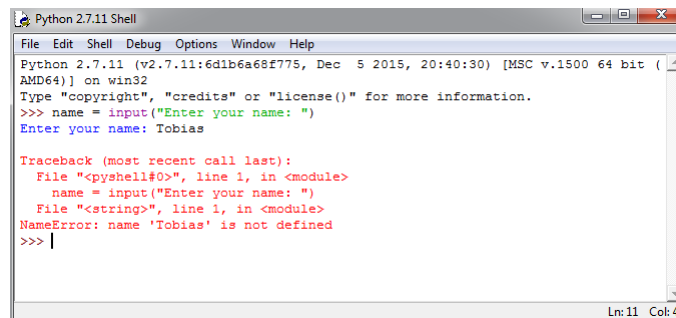 Python 2.7.11 Shell
File Edit Shell Debug Options Window Help
Python 2.7.11 (v2.7.11:6d1b6a68f775, Dec  5 2015, 20:40:30) [MSC v.1500 64 bit (
AMD64)] on win32
Type "copyright", "credits" or "license()" for more information.
>>> name = input("Enter your name: ")
Enter your name: Tobias

Traceback (most recent call last):
  File "<pyshell#0>", line 1, in <module>
    name = input("Enter your name: ")
  File "<string>", line 1, in <module>
NameError: name 'Tobias' is not defined
>>>
Ln: 11 Col: 4